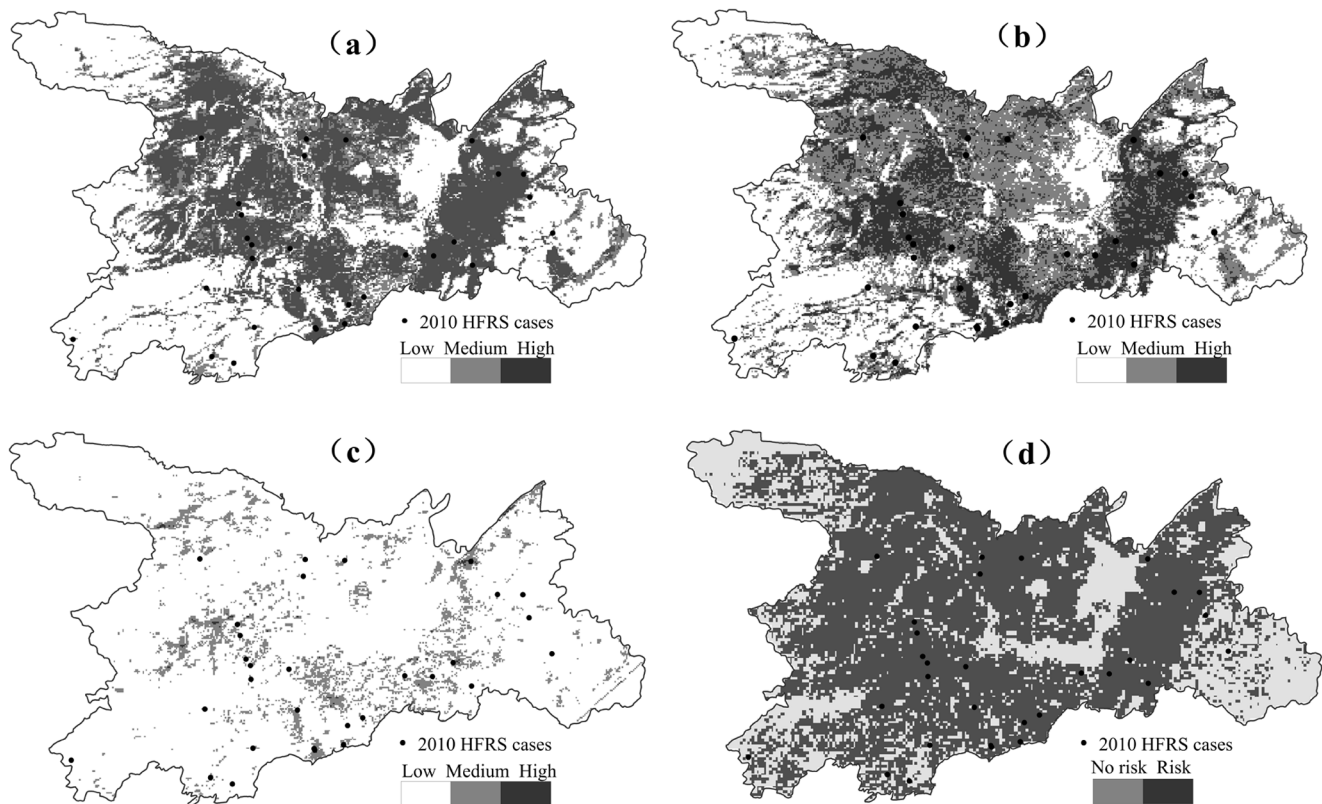 （a）
2010 HFRS cases
Low Medium High
（b）
2010 HFRS cases
Low Medium High
（c）
2010 HFRS cases
Low Medium High
（d）
2010 HFRS cases
No risk Risk